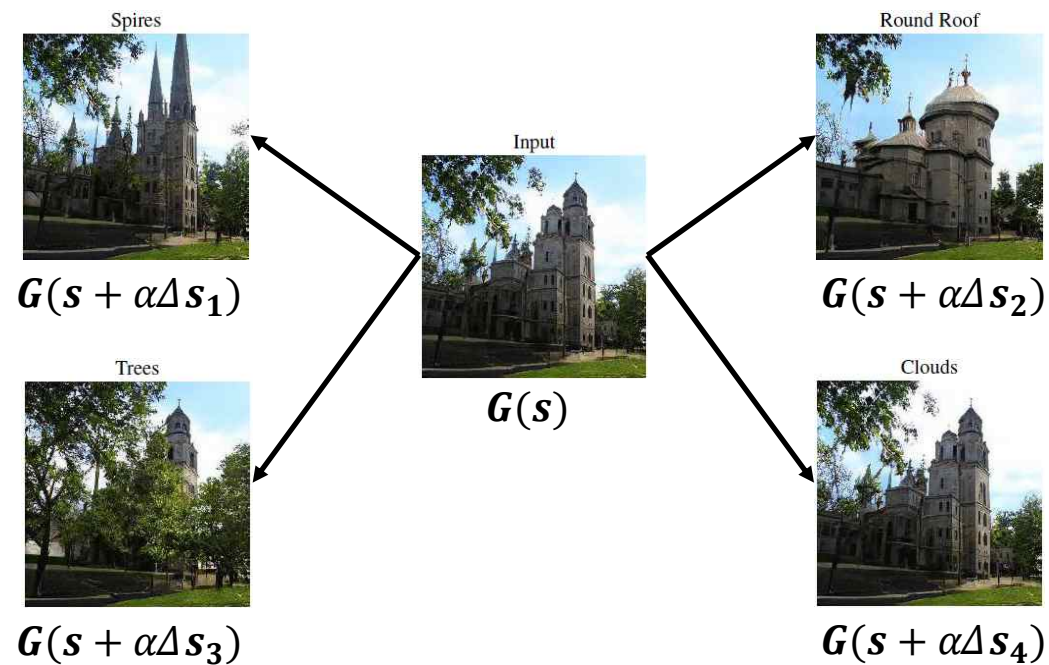 Spires
Round Roof
Input
𝑮(𝒔 + 𝛼𝛥𝒔𝟏)
𝑮(𝒔 + 𝛼𝛥𝒔𝟐)
Trees
Clouds
𝑮(𝒔)
𝑮(𝒔 + 𝛼𝛥𝒔𝟑)
𝑮(𝒔 + 𝛼𝛥𝒔𝟒)